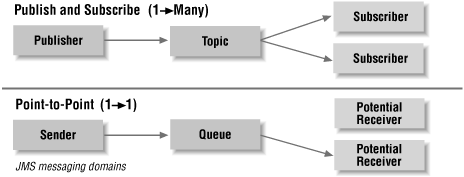 Publish and Subscribe (1→Many)
Publisher
Topic
Subscriber
Subscriber
Point-to-Point (1→1)
Sender
Queue
Potential
Receiver
Potential
Receiver
JMS messaging domains